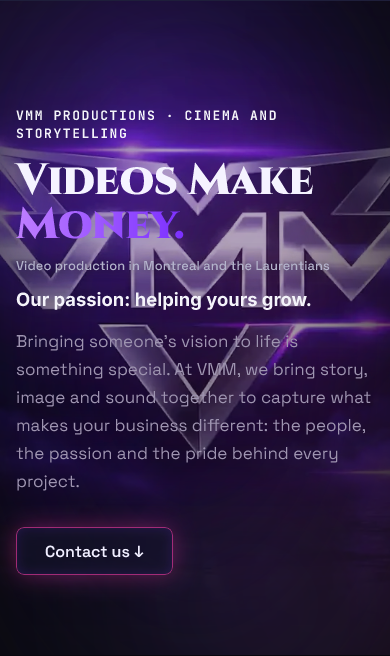 VMM PRODUCTIONS · CINEMA AND
STORYTELLING
VIDEOS MAKE
MONEY.
Video production in Montreal and the Laurentians
Our passion: helping yours grow.
Bringing someone's vision to life is
something special. At VMM, we bring story,
image and sound together to capture what
makes your business different: the people,
the passion and the pride behind every
project.
Contact us ↓
VMM